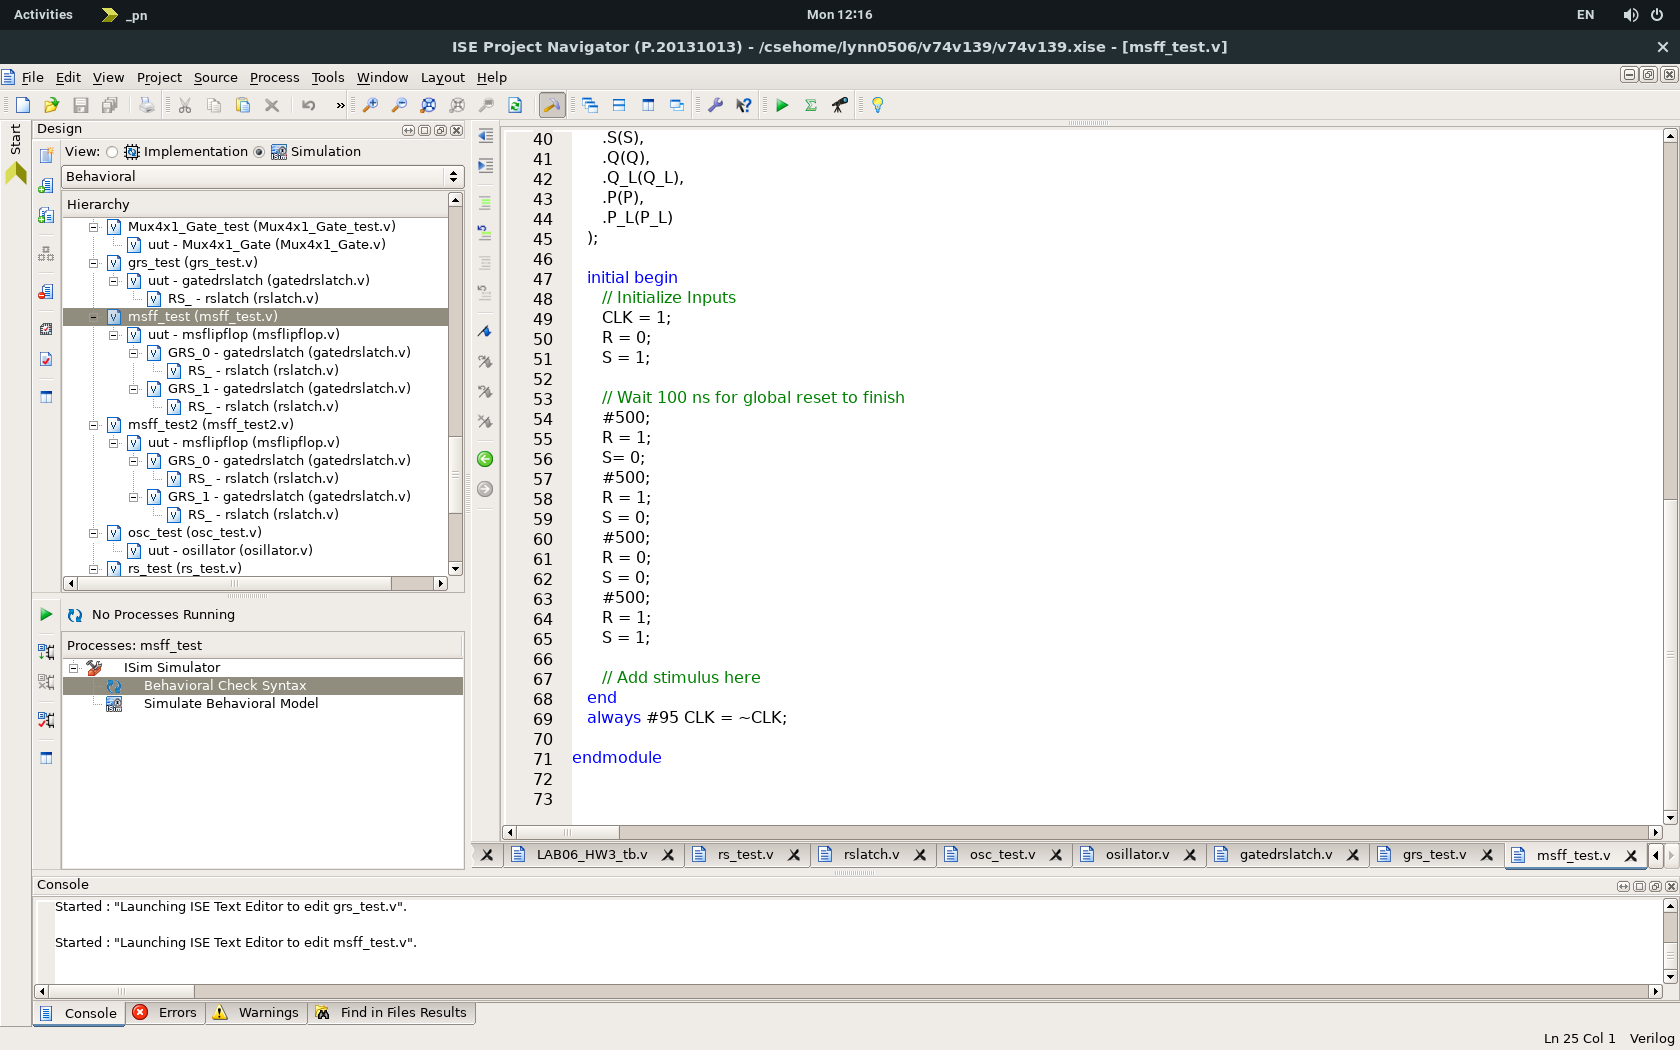 Activities
_pn
Mon 12:16
EN
ISE Project Navigator (P.20131013) - /csehome/lynn0506/v74v139/v74v139.xise - [msff_test.v]
File Edit View Project Source Process Tools Window Layout Help
Start
Design
View: Implementation Simulation
Behavioral
Hierarchy
Mux4x1_Gate_test (Mux4x1_Gate_test.v)
uut - Mux4x1_Gate (Mux4x1_Gate.v)
grs_test (grs_test.v)
uut - gatedrslatch (gatedrslatch.v)
RS_ - rslatch (rslatch.v)
msff_test (msff_test.v)
uut - msflipflop (msflipflop.v)
GRS_0 - gatedrslatch (gatedrslatch.v)
RS_ - rslatch (rslatch.v)
GRS_1 - gatedrslatch (gatedrslatch.v)
RS_ - rslatch (rslatch.v)
msff_test2 (msff_test2.v)
uut - msflipflop (msflipflop.v)
GRS_0 - gatedrslatch (gatedrslatch.v)
RS_ - rslatch (rslatch.v)
GRS_1 - gatedrslatch (gatedrslatch.v)
RS_ - rslatch (rslatch.v)
osc_test (osc_test.v)
uut - osillator (osillator.v)
rs_test (rs_test.v)
No Processes Running
Processes: msff_test
ISim Simulator
Behavioral Check Syntax
Simulate Behavioral Model
40 .S(S),
41 .Q(Q),
42 .Q_L(Q_L),
43 .P(P),
44 .P_L(P_L)
45 );
46
47 initial begin
48 // Initialize Inputs
49 CLK = 1;
50 R = 0;
51 S = 1;
52
53 // Wait 100 ns for global reset to finish
54 #500;
55 R = 1;
56 S= 0;
57 #500;
58 R = 1;
59 S = 0;
60 #500;
61 R = 0;
62 S = 0;
63 #500;
64 R = 1;
65 S = 1;
66
67 // Add stimulus here
68 end
69 always #95 CLK = ~CLK;
70
71 endmodule
72
73
LAB06_HW3_tb.v rs_test.v rslatch.v osc_test.v osillator.v gatedrslatch.v grs_test.v msff_test.v
Console
Started : "Launching ISE Text Editor to edit grs_test.v".
Started : "Launching ISE Text Editor to edit msff_test.v".
Console Errors Warnings Find in Files Results
Ln 25 Col 1 Verilog